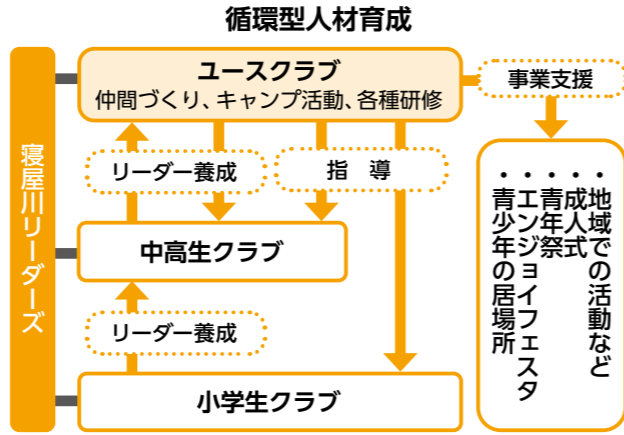 循環型人材育成
寝屋川リーダーズ
ユースクラブ
仲間づくり、キャンプ活動、各種研修
事業支援
リーダー養成
指　導
中高生クラブ
リーダー養成
小学生クラブ
・地域での活動など
・成人式
・青年祭
・エンジョイフェスタ
・青少年の居場所